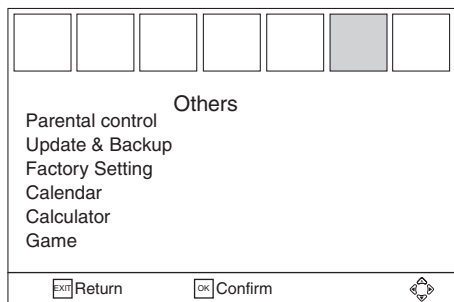 Others
Parental control
Update & Backup
Factory Setting
Calendar
Calculator
Game
EXIT Return OK Confirm